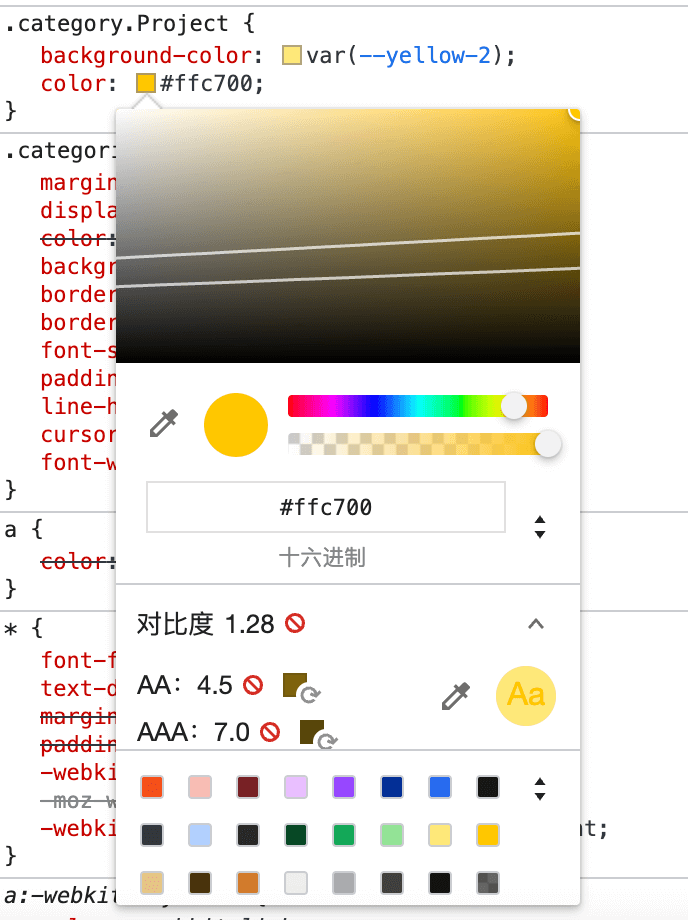 .category.Project {
background-color: var(--yellow-2);
color: #ffc700;
}
.categori
margin
displa
color:
backgr
border
border
font-s
paddin
line-h
cursor
font-w
}
#ffc700
十六进制
a {
color:
}
对比度 1.28
* {
font-f
AA: 4.5
Aa
text-d
margin
AAA: 7.0
paddin
-webki
-moz-w
-webki t;
}
a:-webkit